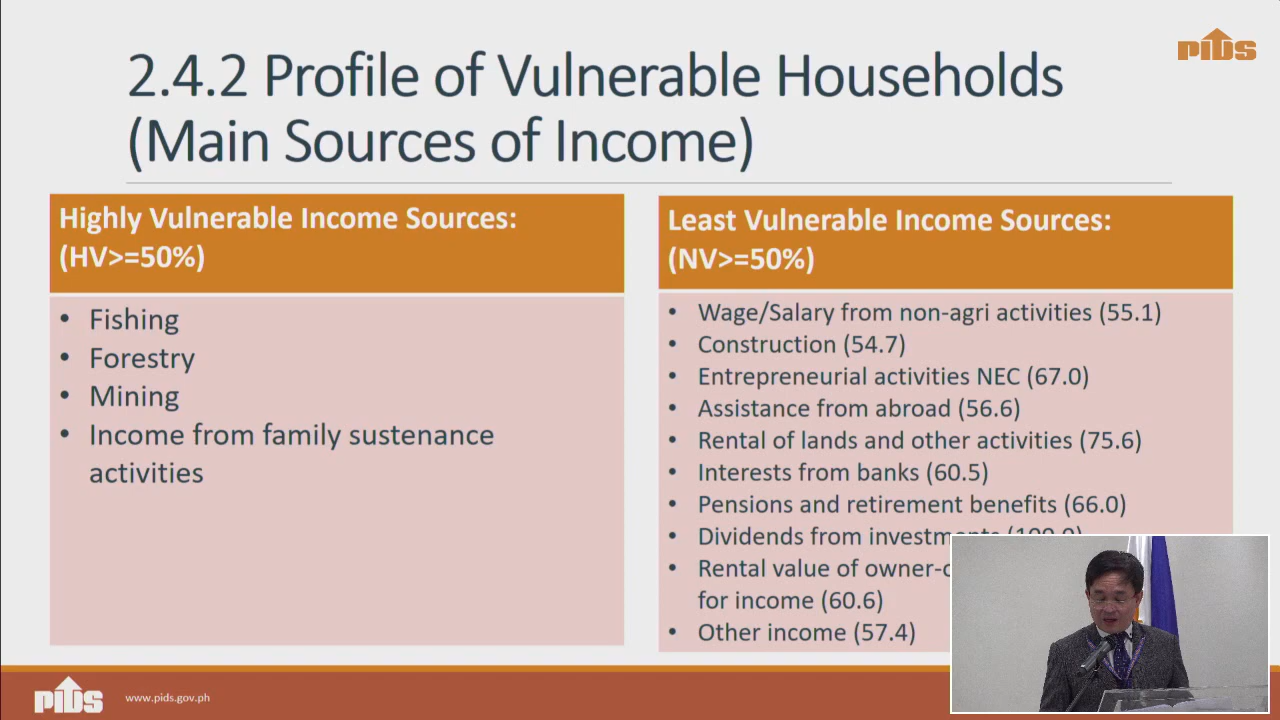 PIDS
2.4.2 Profile of Vulnerable Households
(Main Sources of Income)
Highly Vulnerable Income Sources:
(HV>=50%)
• Fishing
• Forestry
• Mining
• Income from family sustenance
activities
Least Vulnerable Income Sources:
(NV>=50%)
• Wage/Salary from non-agri activities (55.1)
• Construction (54.7)
• Entrepreneurial activities NEC (67.0)
• Assistance from abroad (56.6)
• Rental of lands and other activities (75.6)
• Interests from banks (60.5)
• Pensions and retirement benefits (66.0)
• Dividends from investments (100.0)
• Rental value of
for income (60.6)
• Other income (57.4)
PIDS
www.pids.gov.ph